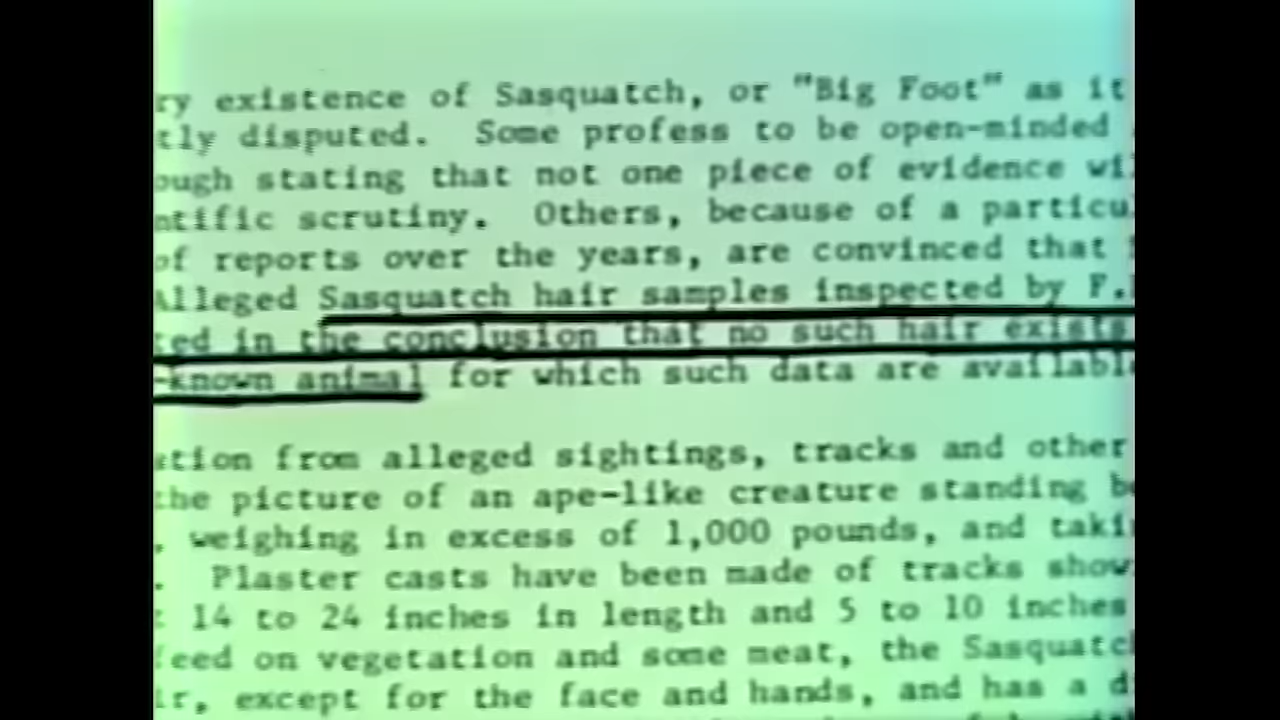 ry existence of Sasquatch, or "Big Foot" as it
tly disputed. Some profess to be open-minded
ough stating that not one piece of evidence wi
ntific scrutiny. Others, because of a particu
of reports over the years, are convinced that
Alleged Sasquatch hair samples inspected by F.
ted in the conclusion that no such hair exists
-known animal for which such data are available
ation from alleged sightings, tracks and other
the picture of an ape-like creature standing be
, weighing in excess of 1,000 pounds, and taki
. Plaster casts have been made of tracks show
t 14 to 24 inches in length and 5 to 10 inches
feed on vegetation and some meat, the Sasquatch
ir, except for the face and hands, and has a d